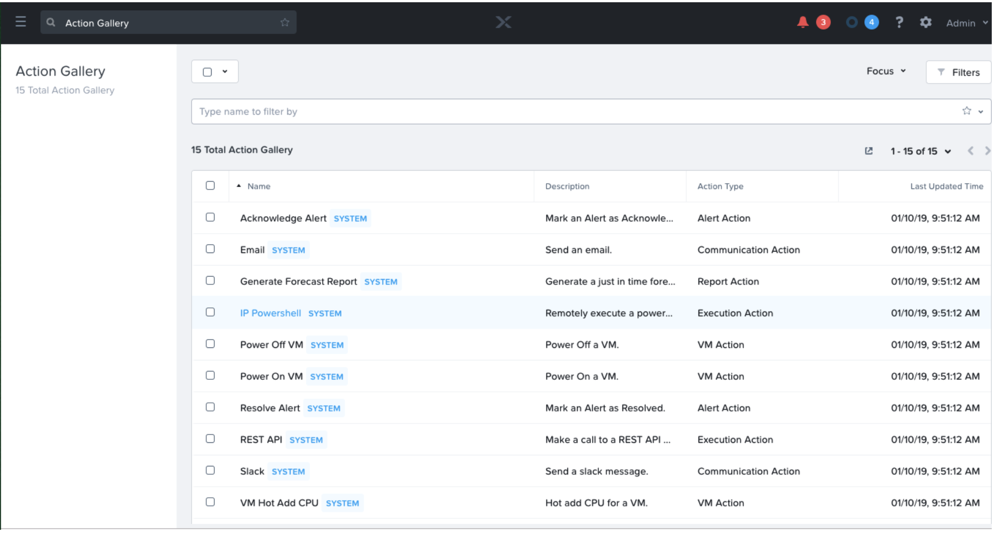 Action Gallery
3
4
?
Admin
Action Gallery
15 Total Action Gallery
Focus
Filters
Type name to filter by
15 Total Action Gallery
1 - 15 of 15
Name Description Action Type Last Updated Time
Acknowledge Alert SYSTEM Mark an Alert as Acknowle... Alert Action 01/10/19, 9:51:12 AM
Email SYSTEM Send an email. Communication Action 01/10/19, 9:51:12 AM
Generate Forecast Report SYSTEM Generate a just in time fore... Report Action 01/10/19, 9:51:12 AM
IP Powershell SYSTEM Remotely execute a power... Execution Action 01/10/19, 9:51:12 AM
Power Off VM SYSTEM Power Off a VM. VM Action 01/10/19, 9:51:12 AM
Power On VM SYSTEM Power On a VM. VM Action 01/10/19, 9:51:12 AM
Resolve Alert SYSTEM Mark an Alert as Resolved. Alert Action 01/10/19, 9:51:12 AM
REST API SYSTEM Make a call to a REST API ... Execution Action 01/10/19, 9:51:12 AM
Slack SYSTEM Send a slack message. Communication Action 01/10/19, 9:51:12 AM
VM Hot Add CPU SYSTEM Hot add CPU for a VM. VM Action 01/10/19, 9:51:12 AM